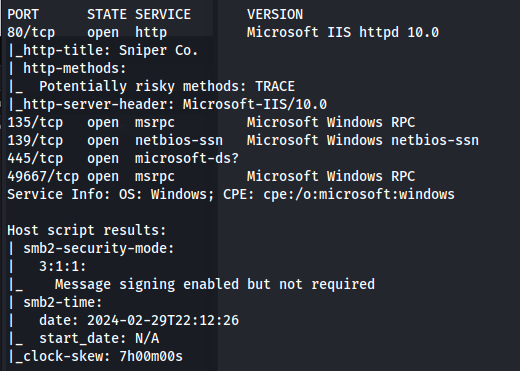 PORT      STATE SERVICE       VERSION
80/tcp    open  http          Microsoft IIS httpd 10.0
|_http-title: Sniper Co.
| http-methods:
|_  Potentially risky methods: TRACE
|_http-server-header: Microsoft-IIS/10.0
135/tcp   open  msrpc         Microsoft Windows RPC
139/tcp   open  netbios-ssn   Microsoft Windows netbios-ssn
445/tcp   open  microsoft-ds?
49667/tcp open  msrpc         Microsoft Windows RPC
Service Info: OS: Windows; CPE: cpe:/o:microsoft:windows

Host script results:
| smb2-security-mode:
|   3:1:1:
|_    Message signing enabled but not required
| smb2-time:
|   date: 2024-02-29T22:12:26
|_  start_date: N/A
|_clock-skew: 7h00m00s